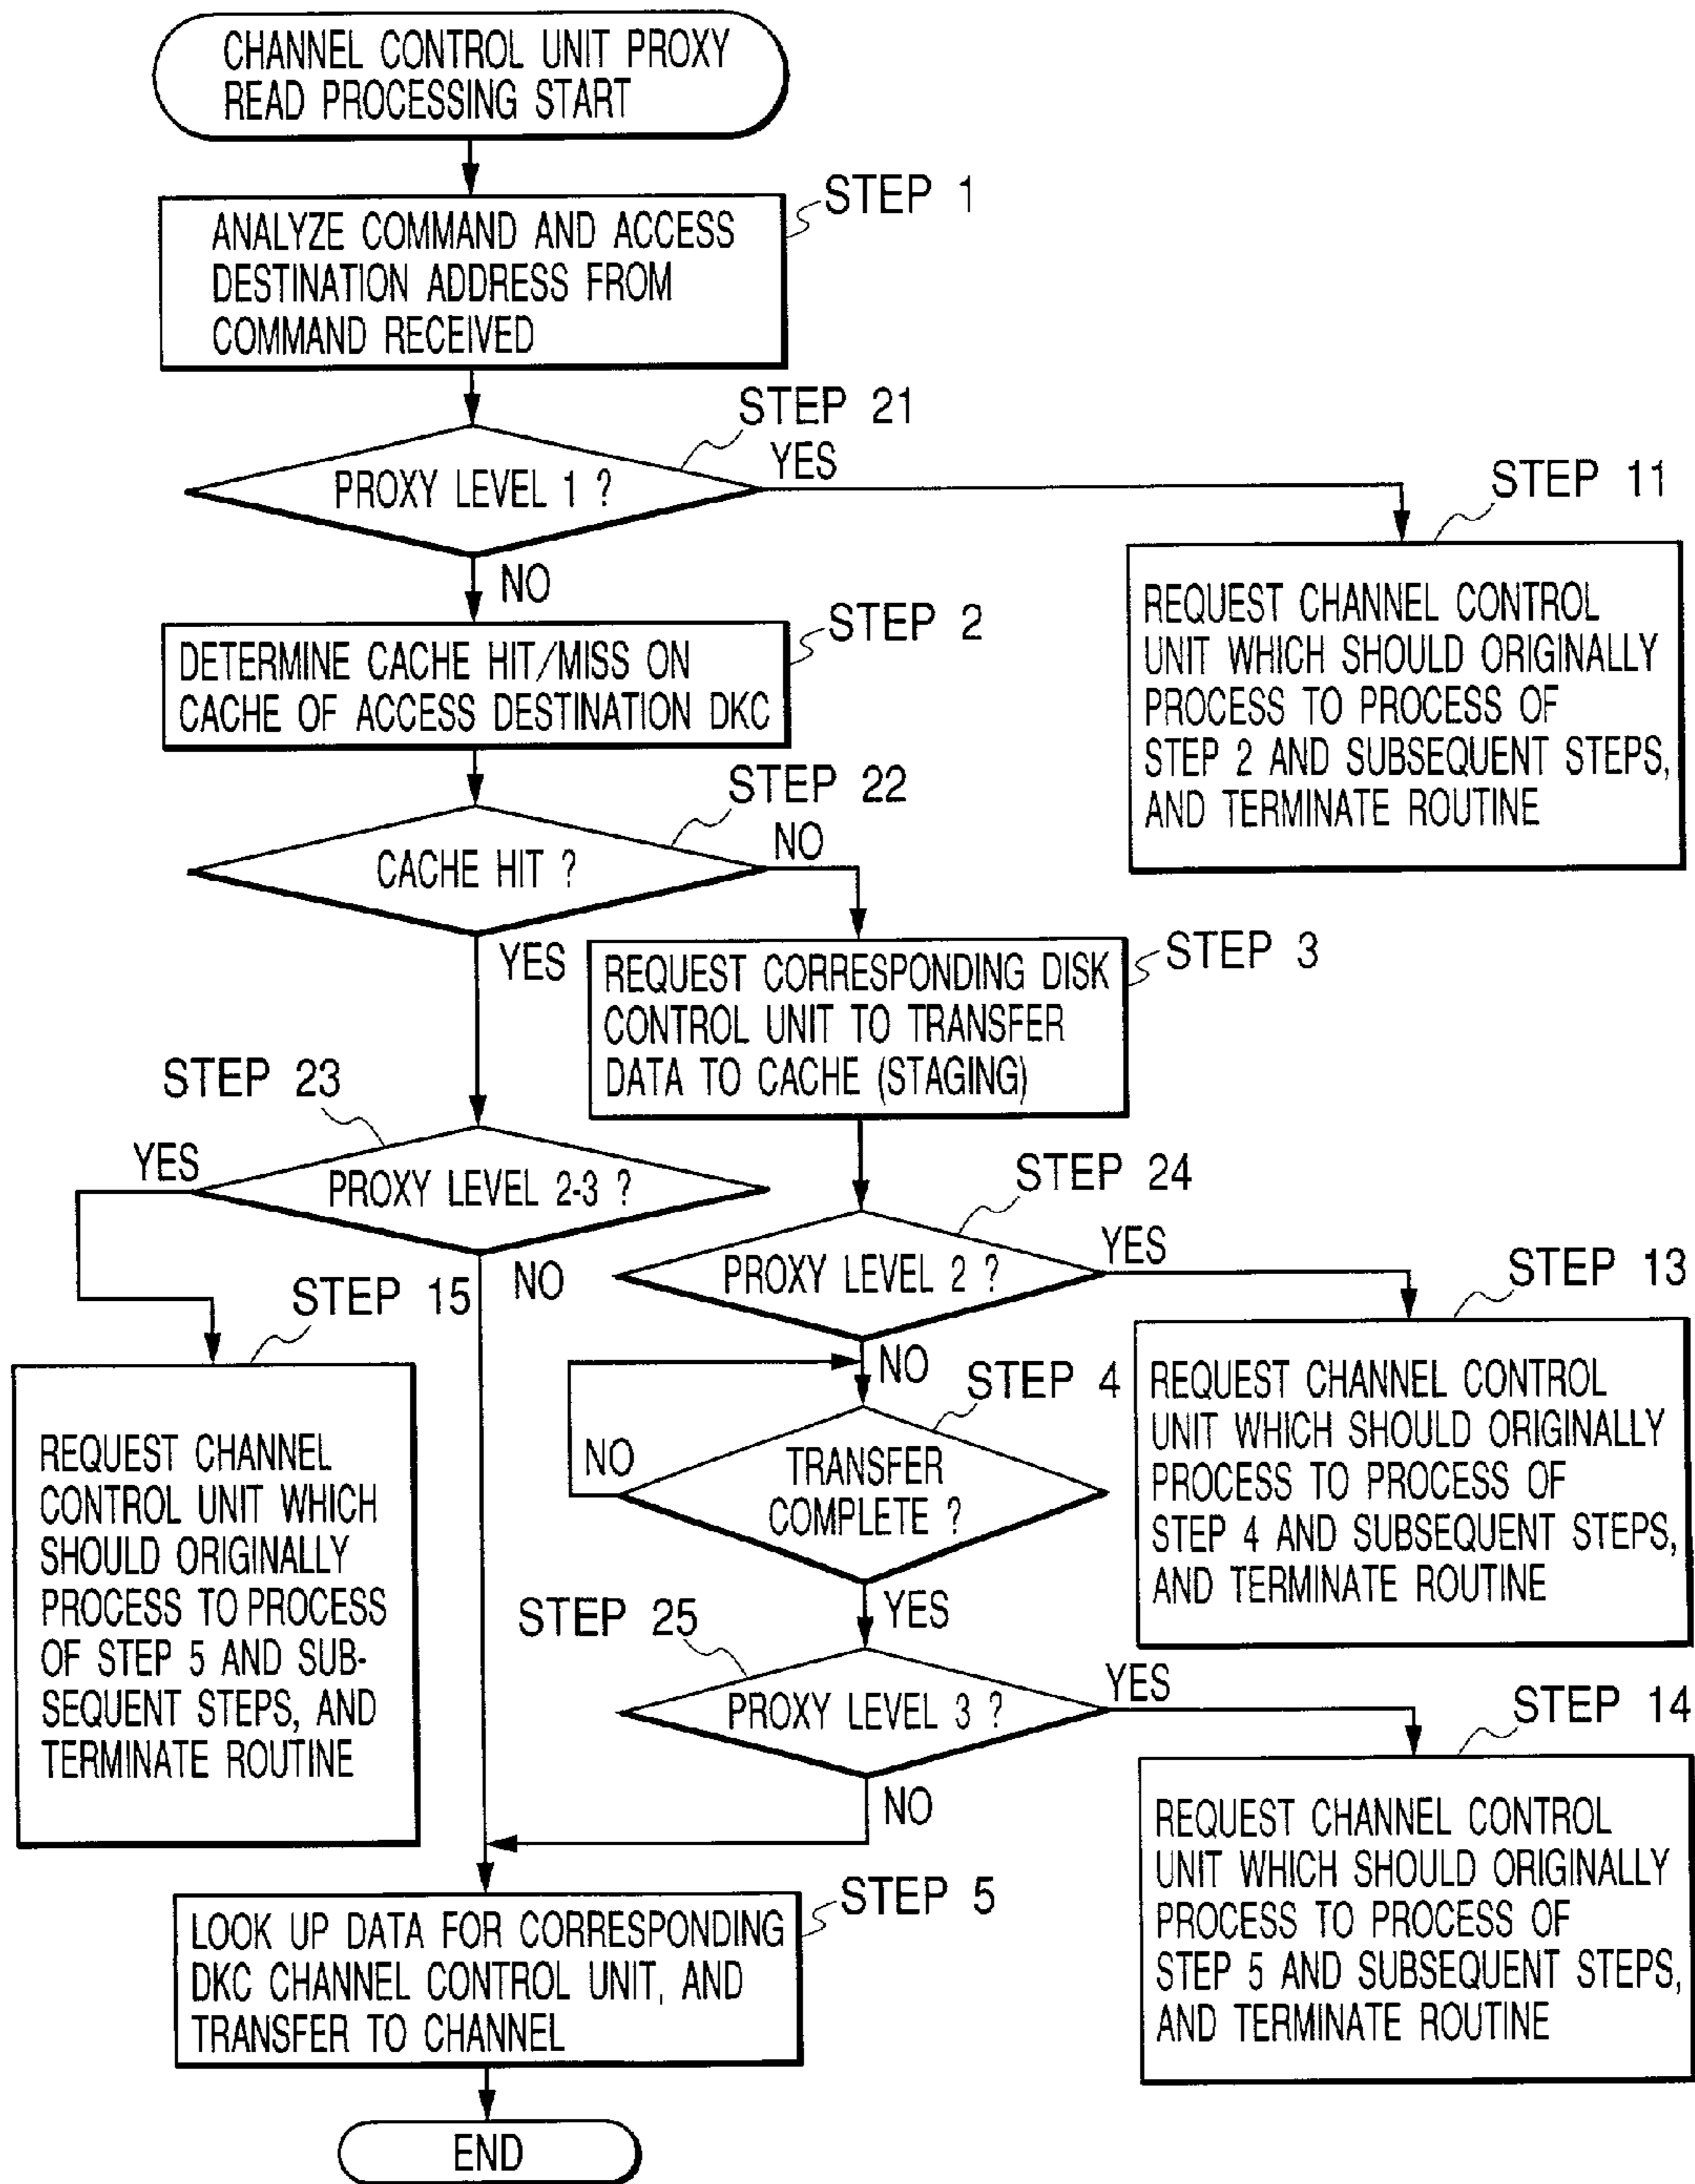 CHANNEL CONTROL UNIT PROXY
READ PROCESSING START
STEP 1
ANALYZE COMMAND AND ACCESS
DESTINATION ADDRESS FROM
COMMAND RECEIVED
STEP 21
PROXY LEVEL 1 ?
YES
NO
STEP 11
REQUEST CHANNEL CONTROL
UNIT WHICH SHOULD ORIGINALLY
PROCESS TO PROCESS OF
STEP 2 AND SUBSEQUENT STEPS,
AND TERMINATE ROUTINE
STEP 2
DETERMINE CACHE HIT/MISS ON
CACHE OF ACCESS DESTINATION DKC
STEP 22
CACHE HIT ?
NO
YES
STEP 3
REQUEST CORRESPONDING DISK
CONTROL UNIT TO TRANSFER
DATA TO CACHE (STAGING)
STEP 23
YES
PROXY LEVEL 2-3 ?
NO
STEP 24
PROXY LEVEL 2 ?
YES
NO
STEP 13
REQUEST CHANNEL CONTROL
UNIT WHICH SHOULD ORIGINALLY
PROCESS TO PROCESS OF
STEP 4 AND SUBSEQUENT STEPS,
AND TERMINATE ROUTINE
STEP 15
REQUEST CHANNEL
CONTROL UNIT WHICH
SHOULD ORIGINALLY
PROCESS TO PROCESS
OF STEP 5 AND SUB-
SEQUENT STEPS, AND
TERMINATE ROUTINE
STEP 4
NO
TRANSFER
COMPLETE ?
YES
STEP 25
PROXY LEVEL 3 ?
YES
NO
STEP 14
REQUEST CHANNEL CONTROL
UNIT WHICH SHOULD ORIGINALLY
PROCESS TO PROCESS OF
STEP 5 AND SUBSEQUENT STEPS,
AND TERMINATE ROUTINE
STEP 5
LOOK UP DATA FOR CORRESPONDING
DKC CHANNEL CONTROL UNIT, AND
TRANSFER TO CHANNEL
END